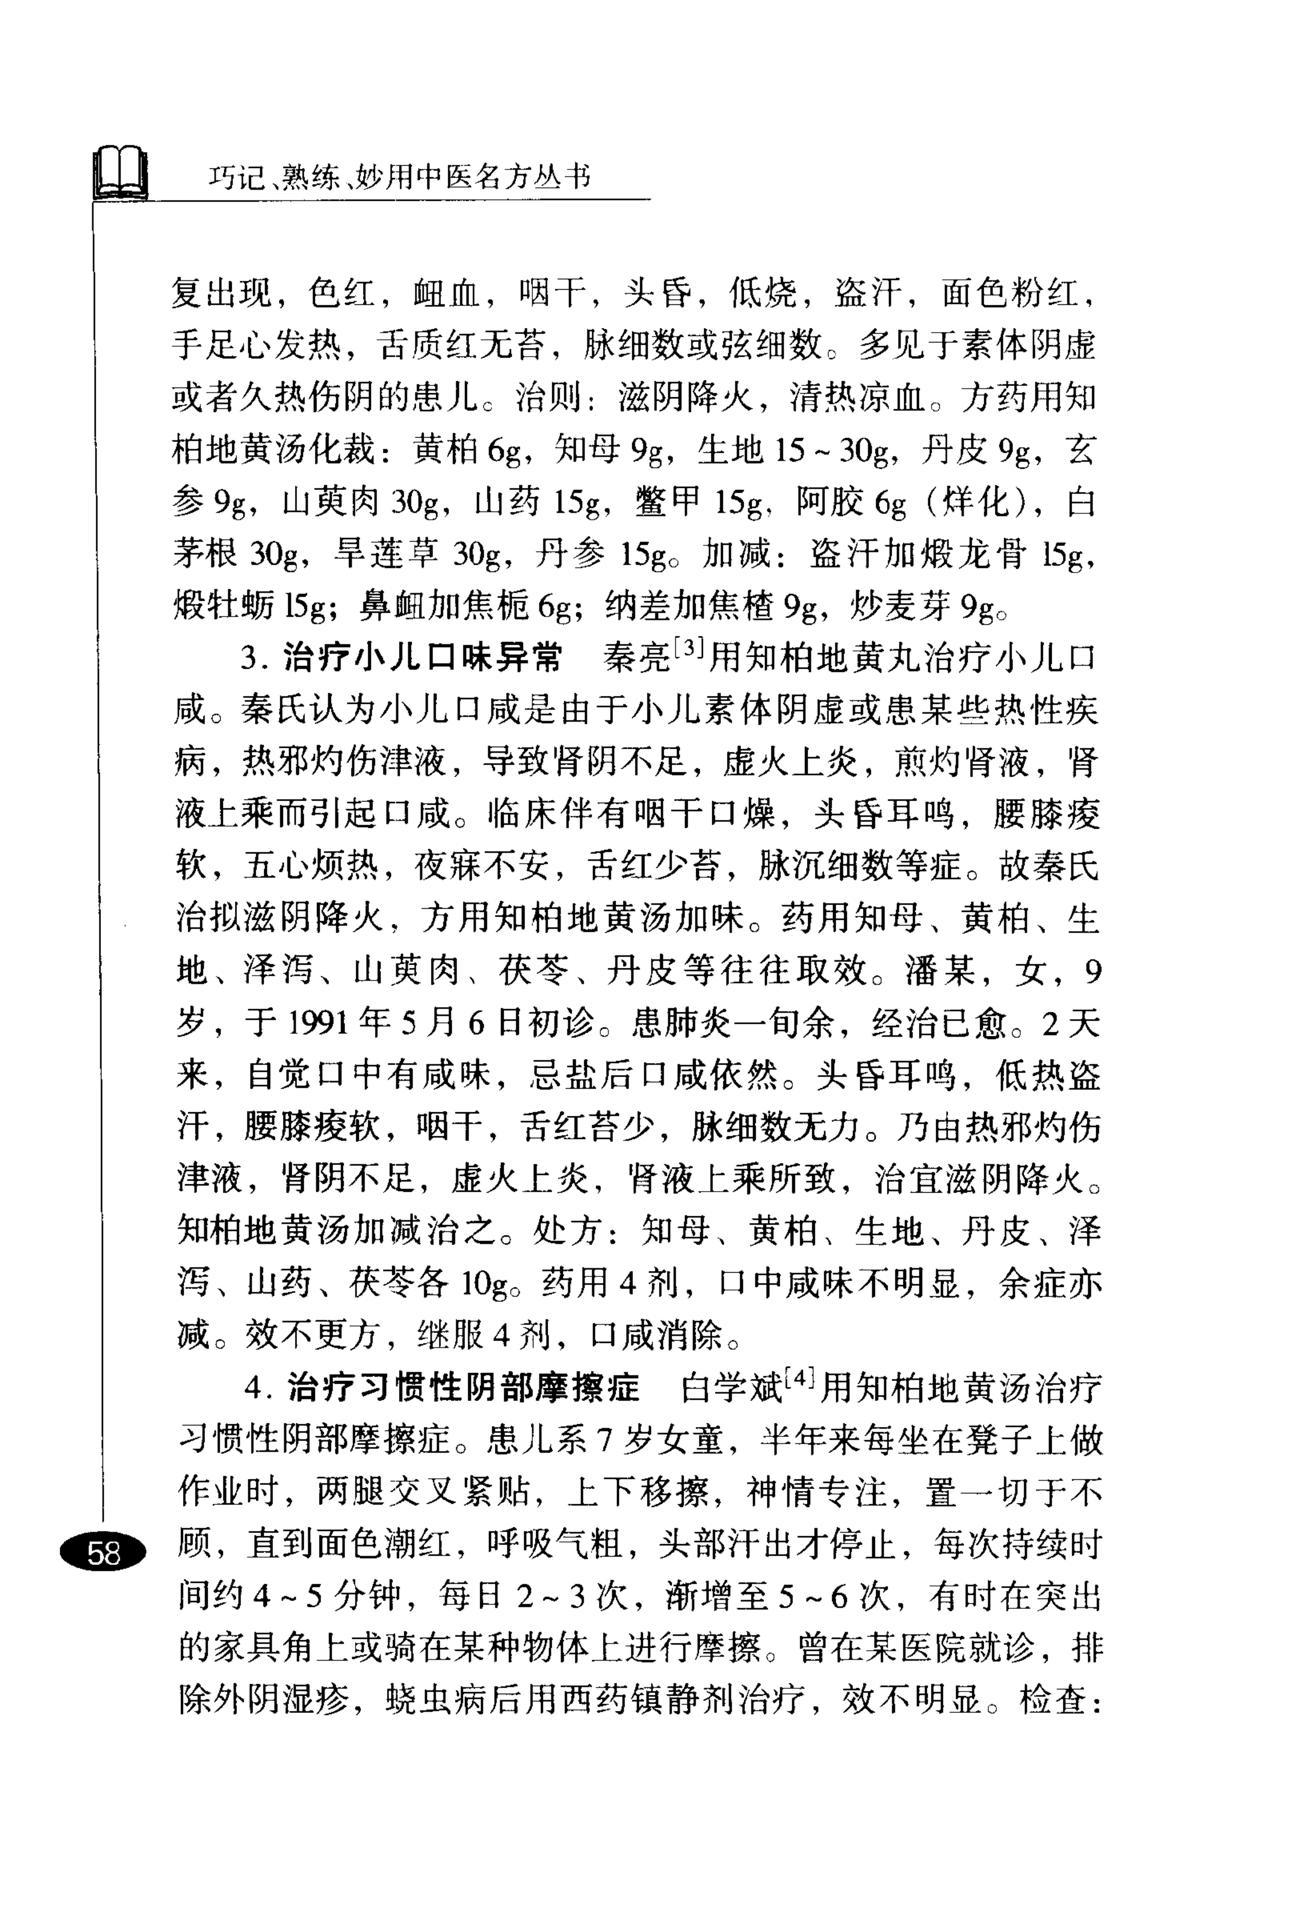 巧记、熟练、妙用中医名方丛书
复出现，色红，衄血，咽干，头昏，低烧，盗汗，面色粉红，
手足心发热，舌质红无苔，脉细数或弦细数。多见于素体阴虚
或者久热伤阴的患儿。治则：滋阴降火，清热凉血。方药用知
柏地黄汤化裁：黄柏 6g，知母 9g，生地 15～30g，丹皮 9g，玄
参 9g，山萸肉 30g，山药 15g，鳖甲 15g，阿胶 6g（烊化），白
茅根 30g，旱莲草 30g，丹参 15g。加减：盗汗加煅龙骨 15g，
煅牡蛎 15g；鼻衄加焦栀 6g；纳差加焦楂 9g，炒麦芽 9g。
3. 治疗小儿口味异常　秦亮[3]用知柏地黄丸治疗小儿口
咸。秦氏认为小儿口咸是由于小儿素体阴虚或患某些热性疾
病，热邪灼伤津液，导致肾阴不足，虚火上炎，煎灼肾液，肾
液上乘而引起口咸。临床伴有咽干口燥，头昏耳鸣，腰膝痠
软，五心烦热，夜寐不安，舌红少苔，脉沉细数等症。故秦氏
治拟滋阴降火，方用知柏地黄汤加味。药用知母、黄柏、生
地、泽泻、山萸肉、茯苓、丹皮等往往取效。潘某，女，9
岁，于 1991 年 5 月 6 日初诊。患肺炎一旬余，经治已愈。2 天
来，自觉口中有咸味，忌盐后口咸依然。头昏耳鸣，低热盗
汗，腰膝痠软，咽干，舌红苔少，脉细数无力。乃由热邪灼伤
津液，肾阴不足，虚火上炎，肾液上乘所致，治宜滋阴降火。
知柏地黄汤加减治之。处方：知母、黄柏、生地、丹皮、泽
泻、山药、茯苓各 10g。药用 4 剂，口中咸味不明显，余症亦
减。效不更方，继服 4 剂，口咸消除。
4. 治疗习惯性阴部摩擦症　白学斌[4]用知柏地黄汤治疗
习惯性阴部摩擦症。患儿系 7 岁女童，半年来每坐在凳子上做
作业时，两腿交叉紧贴，上下移擦，神情专注，置一切于不
顾，直到面色潮红，呼吸气粗，头部汗出才停止，每次持续时
间约 4～5 分钟，每日 2～3 次，渐增至 5～6 次，有时在突出
的家具角上或骑在某种物体上进行摩擦。曾在某医院就诊，排
除外阴湿疹，蛲虫病后用西药镇静剂治疗，效不明显。检查：
58